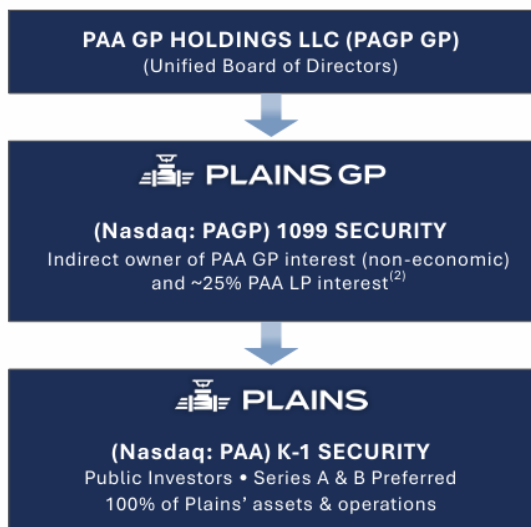 PAA GP HOLDINGS LLC (PAGP GP)
(Unified Board of Directors)
PLAINS GP
(Nasdaq: PAGP) 1099 SECURITY
Indirect owner of PAA GP interest (non-economic)
and ~25% PAA LP interest(2)
PLAINS
(Nasdaq: PAA) K-1 SECURITY
Public Investors • Series A & B Preferred
100% of Plains’ assets & operations